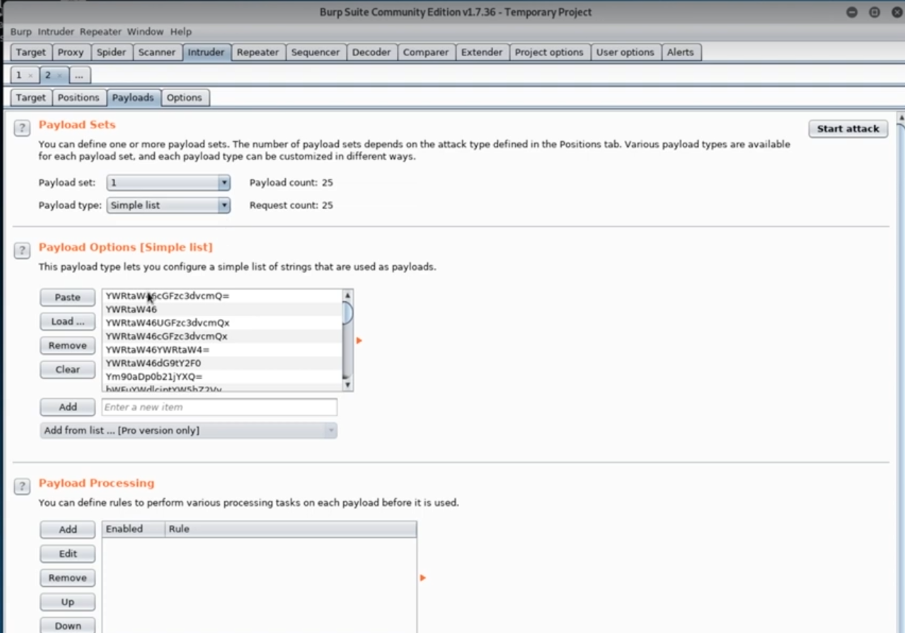 Burp Suite Community Edition v1.7.36 - Temporary Project
Burp Intruder Repeater Window Help
Target Proxy Spider Scanner Intruder Repeater Sequencer Decoder Comparer Extender Project options User options Alerts
1 × 2 × ...
Target Positions Payloads Options
? Payload Sets
Start attack
You can define one or more payload sets. The number of payload sets depends on the attack type defined in the Positions tab. Various payload types are available
for each payload set, and each payload type can be customized in different ways.
Payload set: 1 Payload count: 25
Payload type: Simple list Request count: 25
? Payload Options [Simple list]
This payload type lets you configure a simple list of strings that are used as payloads.
Paste
Load ...
Remove
Clear
YWRtaW46cGFzc3dvcmQ=
YWRtaW46
YWRtaW46UGFzc3dvcmQx
YWRtaW46cGFzc3dvcmQx
YWRtaW46YWRtaW4=
YWRtaW46dG9tY2F0
Ym90aDp0b21jYXQ=
Add Enter a new item
Add from list ... [Pro version only]
? Payload Processing
You can define rules to perform various processing tasks on each payload before it is used.
Add
Edit
Remove
Up
Down
Enabled Rule